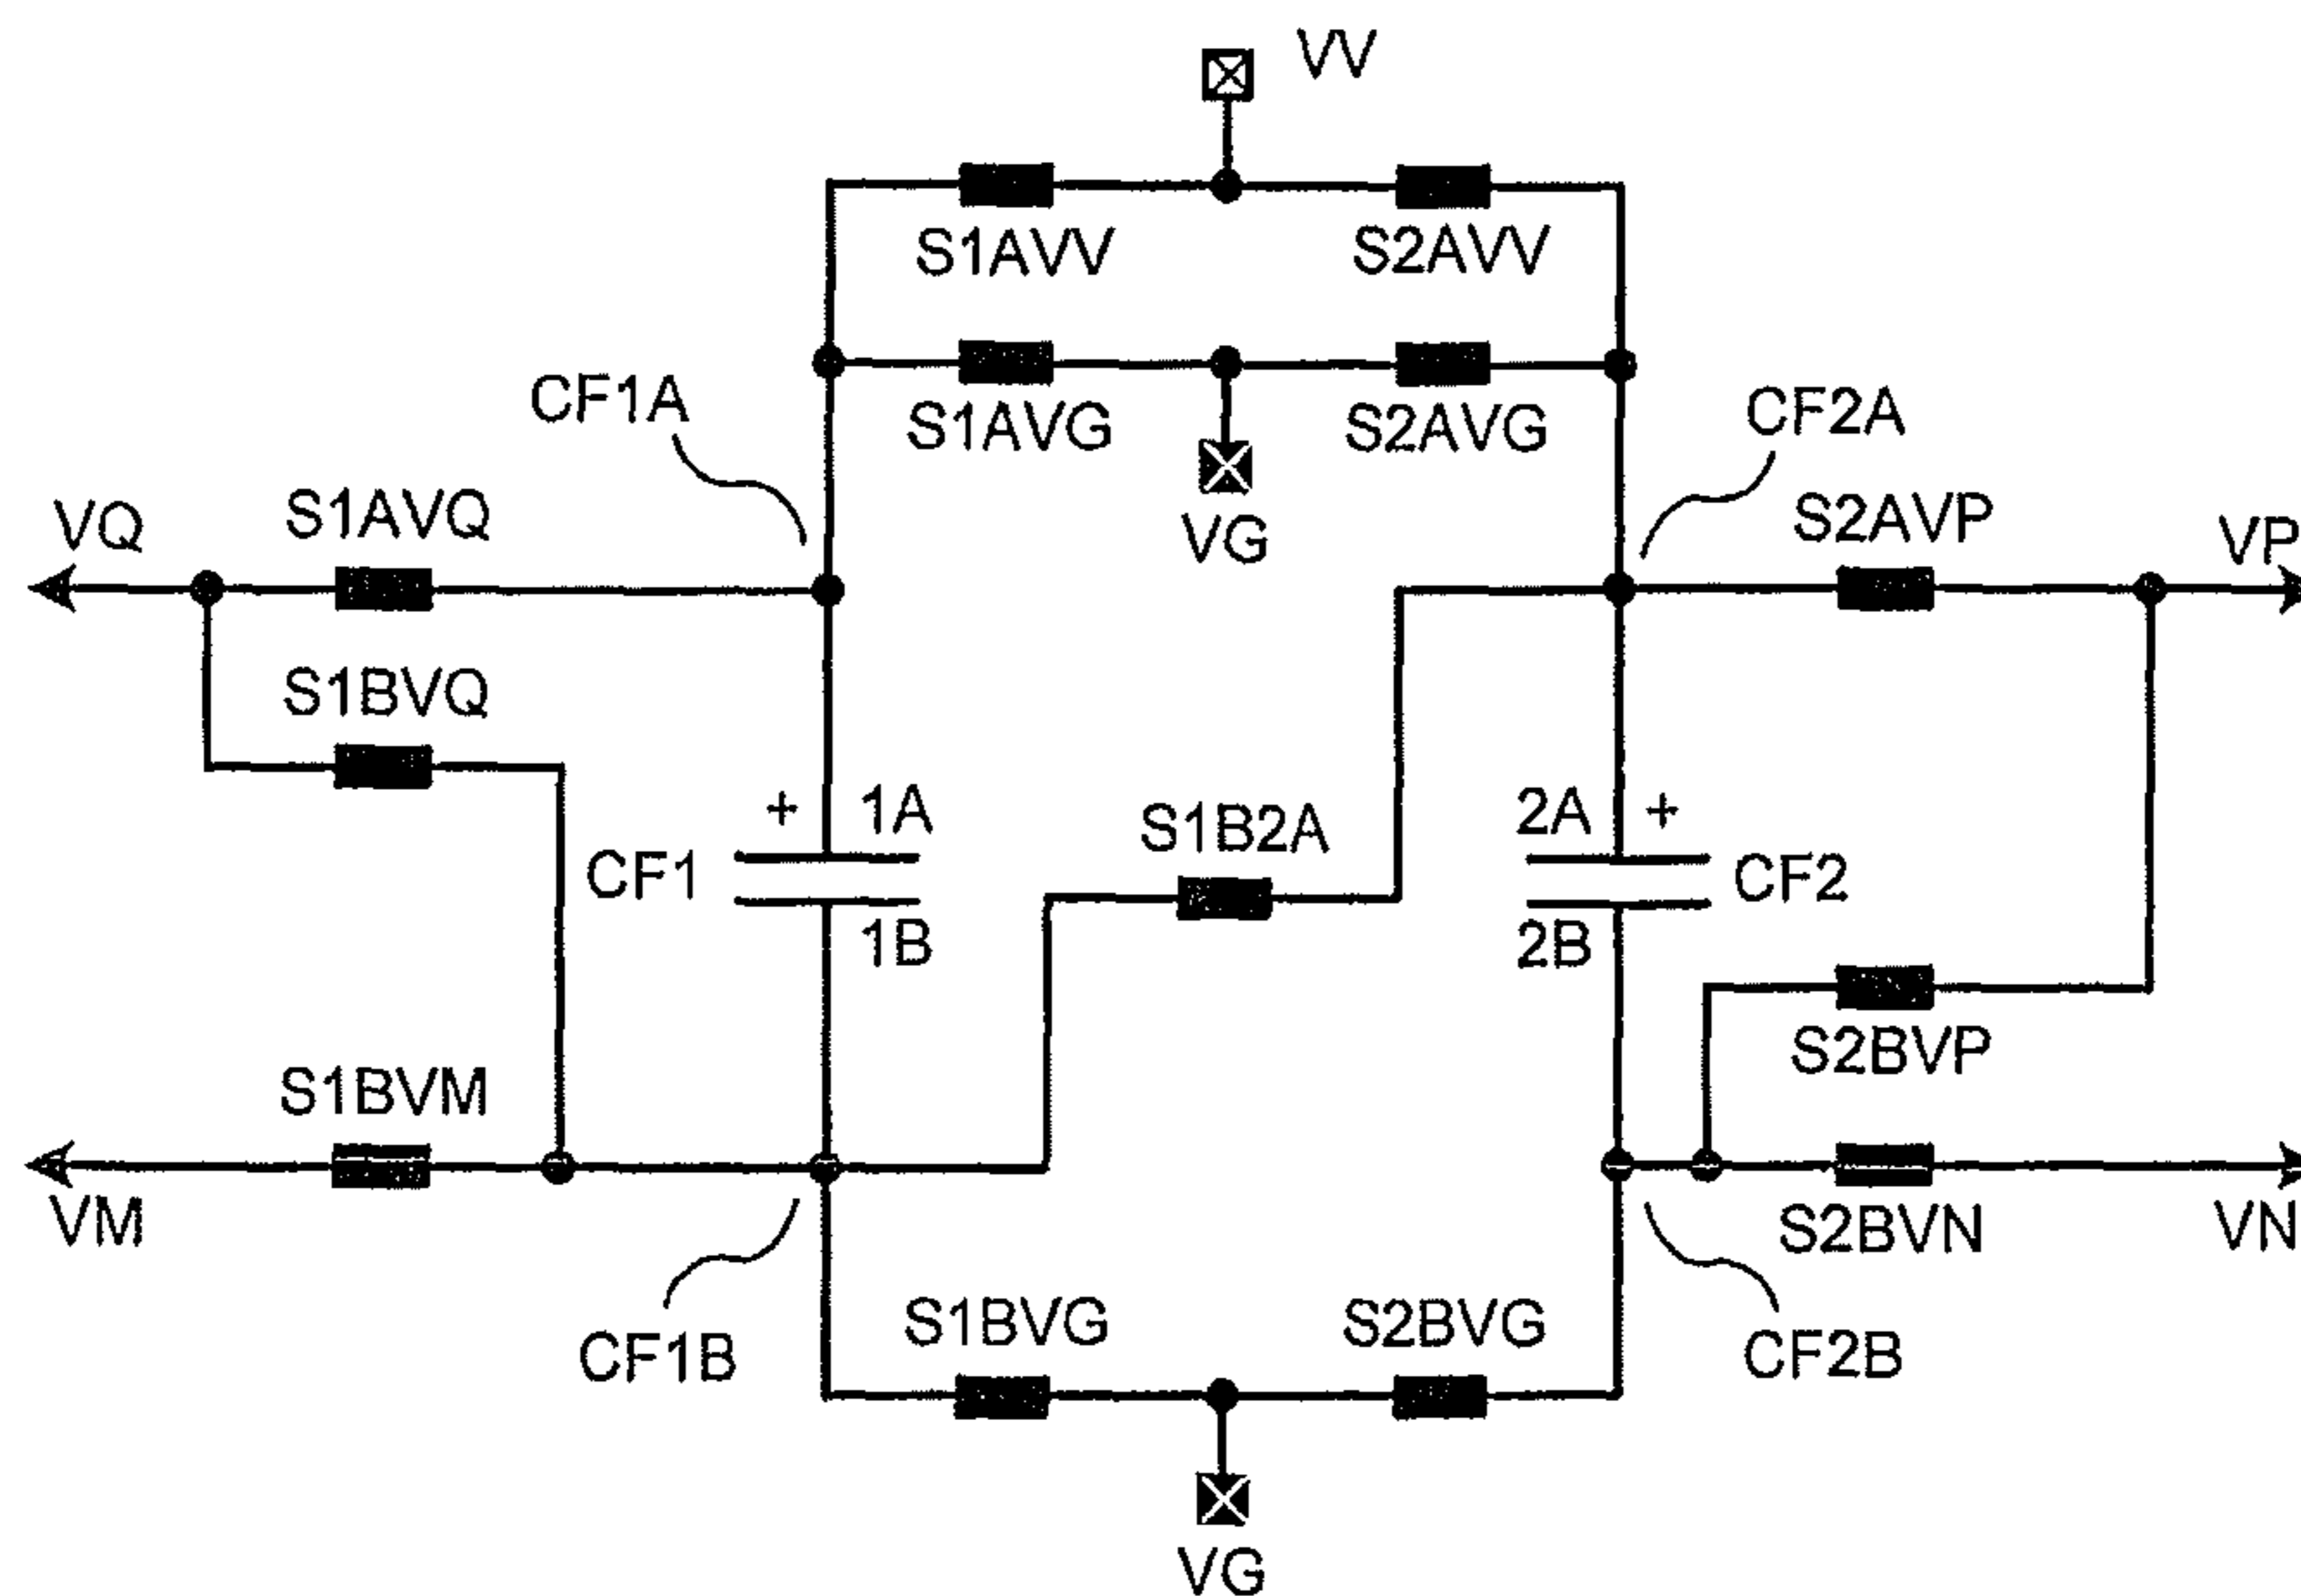 VV
S1AVV
S2AVV
CF1A
S1AVG
S2AVG
CF2A
VG
VQ
S1AVQ
S2AVP
VP
S1BVQ
+
1A
S1B2A
2A
+
CF1
CF2
1B
2B
S1BVM
S2BVP
VM
S2BVN
VN
S1BVG
S2BVG
CF1B
CF2B
VG